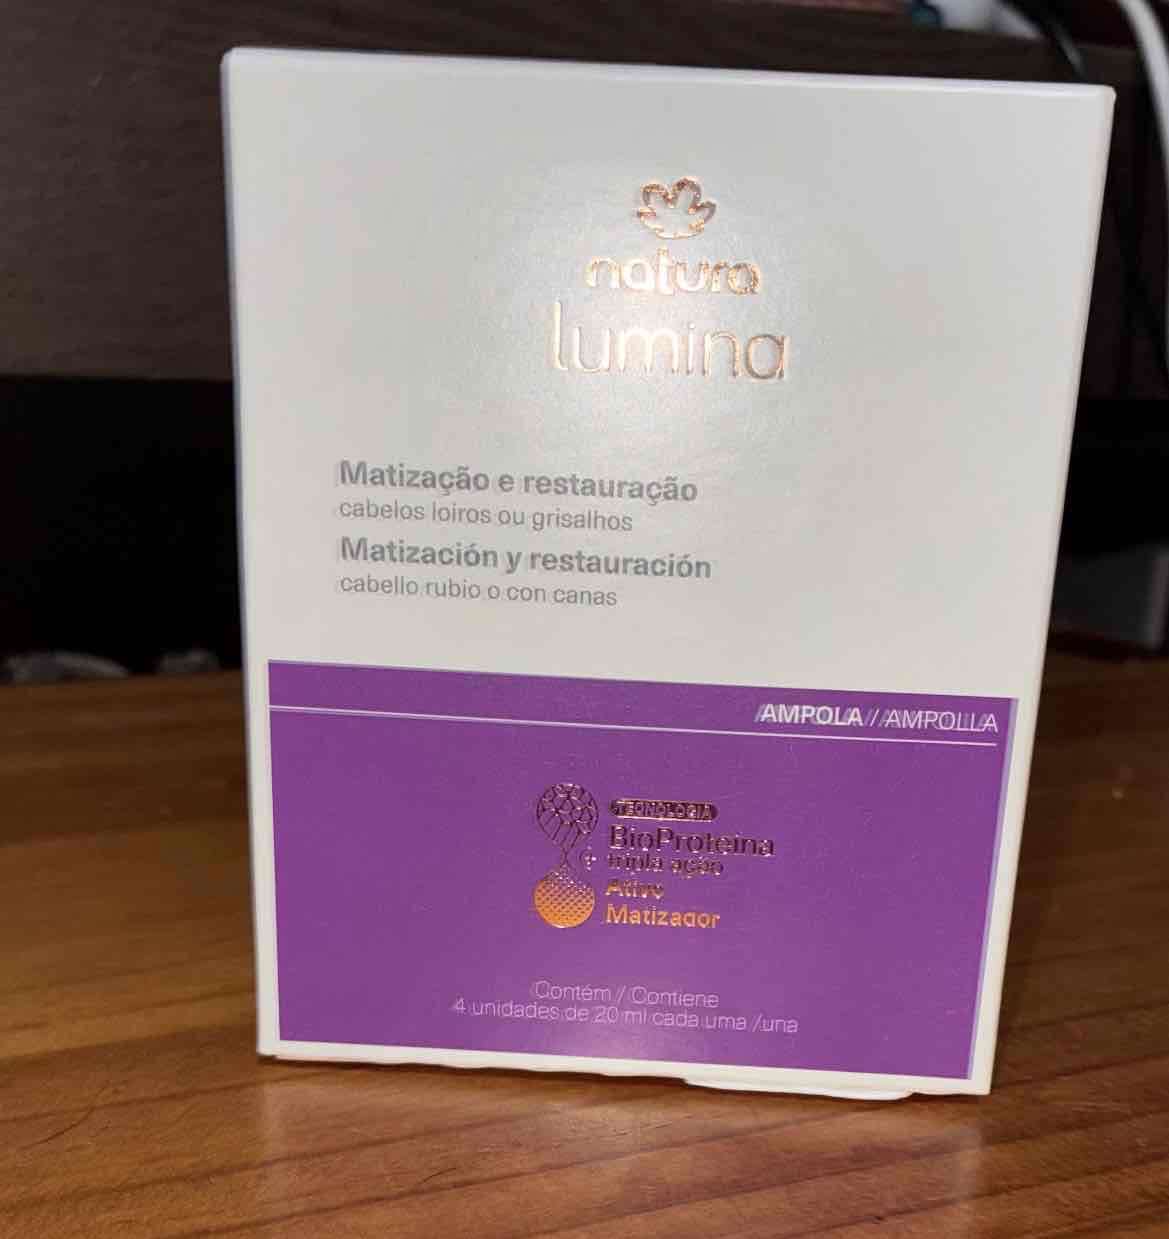 natura
lumina
Matização e restauração
cabelos loiros ou grisalhos
Matización y restauración
cabello rubio o con canas
AMPOLA // AMPOLLA
TECNOLOGIA
BioProteína
tripla ação
+
Ativo
Matizador
Contém / Contiene
4 unidades de 20 ml cada uma /una